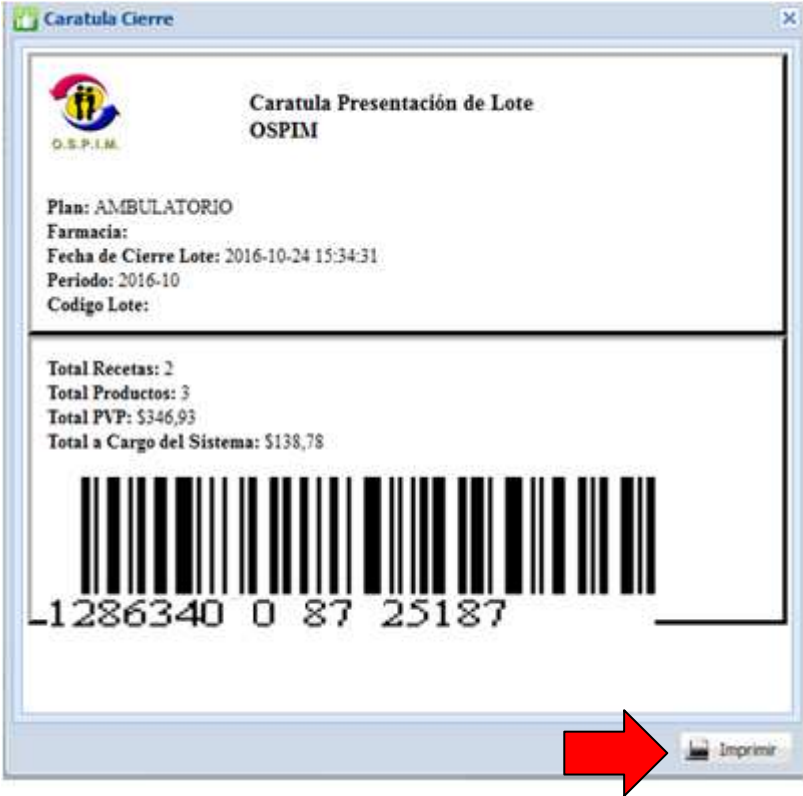 Caratula Cierre
Caratula Presentación de Lote
OSPIM
O.S.P.I.M.
Plan: AMBULATORIO
Farmacia:
Fecha de Cierre Lote: 2016-10-24 15:34:31
Periodo: 2016-10
Codigo Lote:
Total Recetas: 2
Total Productos: 3
Total PVP: $346,93
Total a Cargo del Sistema: $138,78
1286340 0 87 25187
Imprimir